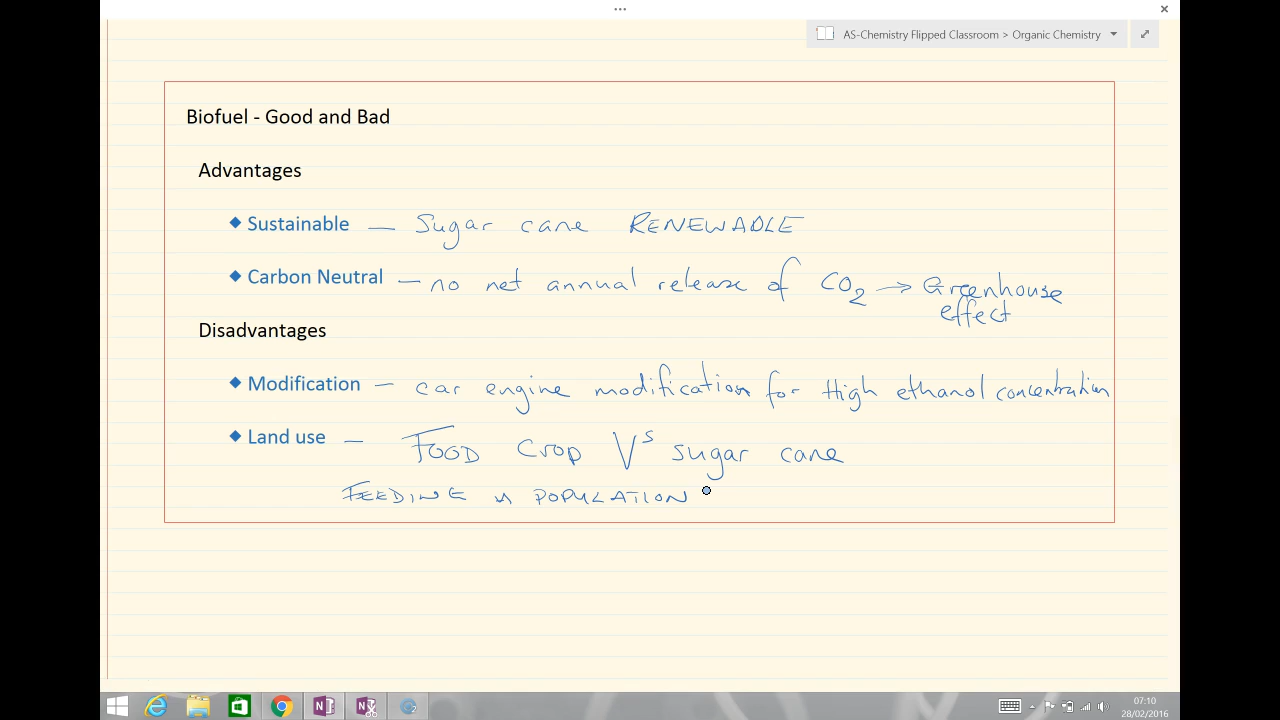 AS-Chemistry Flipped Classroom > Organic Chemistry
Biofuel - Good and Bad
Advantages
◆ Sustainable — Sugar cane RENEWABLE
◆ Carbon Neutral — no net annual release of CO2 → Greenhouse
effect
Disadvantages
◆ Modification — car engine modification for High ethanol concentration
◆ Land use — FOOD Crop Vs sugar cane
FEEDING A POPULATION
07:10
28/02/2016